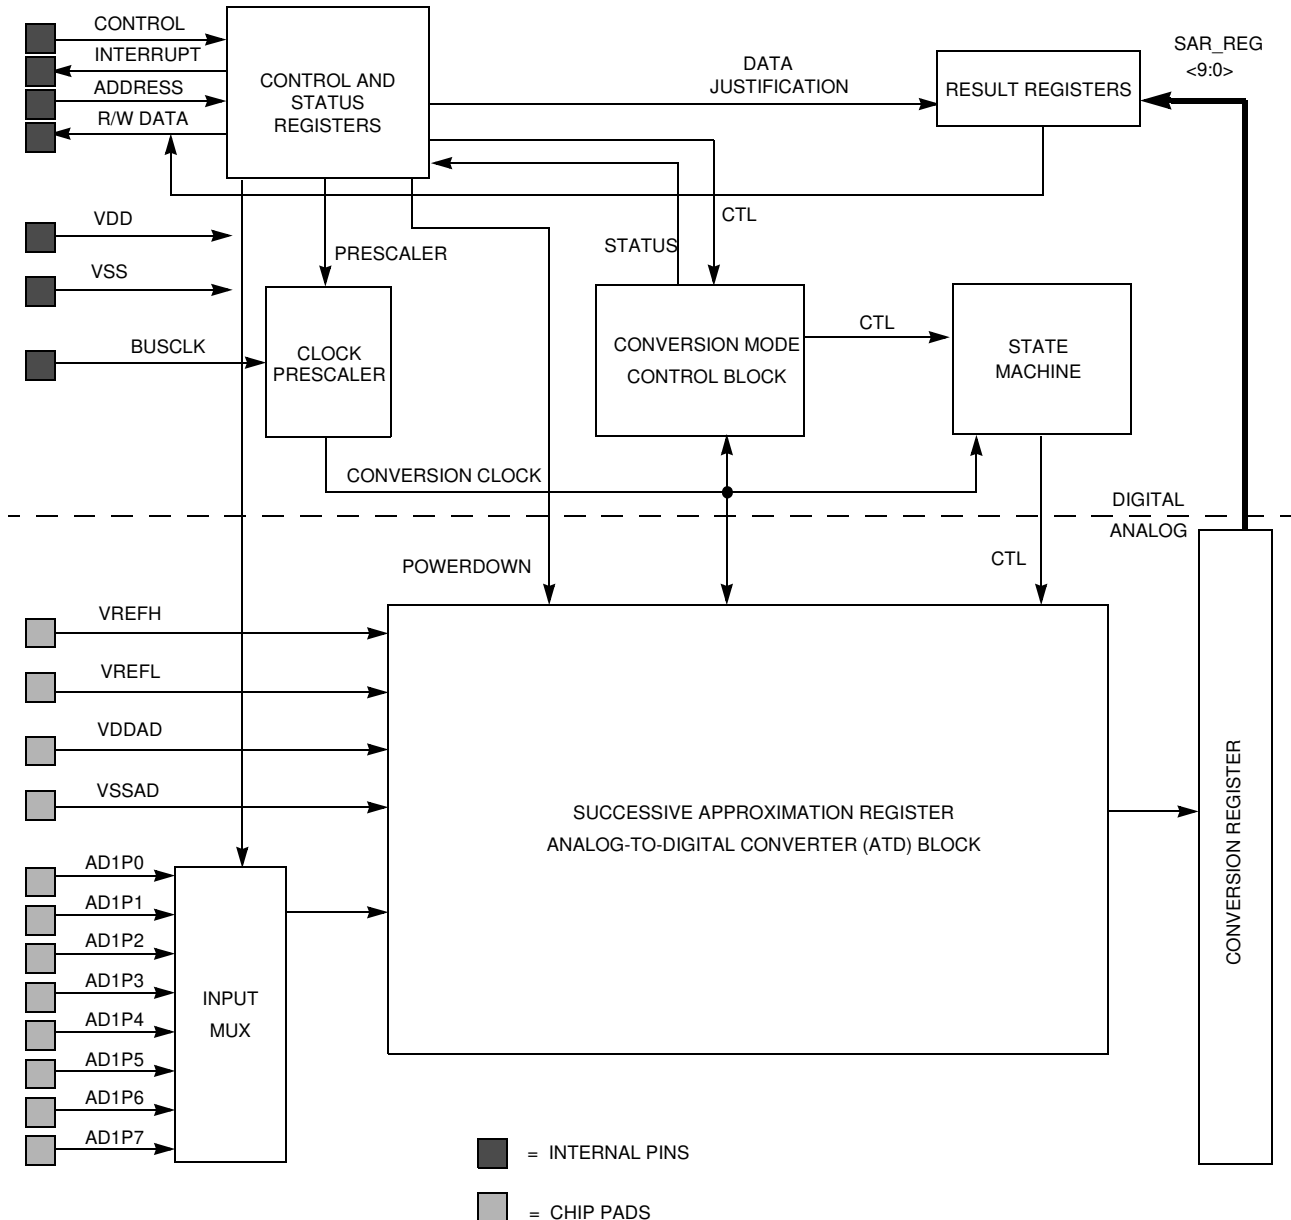 CONTROL
INTERRUPT
ADDRESS
R/W DATA
CONTROL AND
STATUS
REGISTERS
DATA
JUSTIFICATION
RESULT REGISTERS
SAR_REG
<9:0>
VDD
VSS
BUSCLK
PRESCALER
CLOCK
PRESCALER
STATUS
CTL
CONVERSION MODE
CONTROL BLOCK
CTL
STATE
MACHINE
CONVERSION CLOCK
DIGITAL
ANALOG
POWERDOWN
CTL
VREFH
VREFL
VDDAD
VSSAD
SUCCESSIVE APPROXIMATION REGISTER
ANALOG-TO-DIGITAL CONVERTER (ATD) BLOCK
CONVERSION REGISTER
AD1P0
AD1P1
AD1P2
AD1P3
AD1P4
AD1P5
AD1P6
AD1P7
INPUT
MUX
= INTERNAL PINS
= CHIP PADS